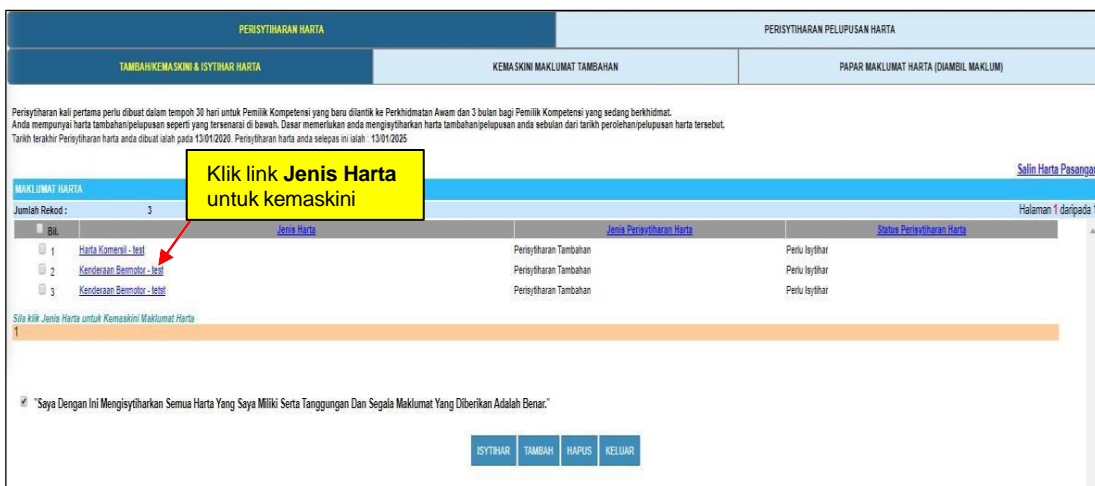 PERISYTIHARAN HARTA
PERISYTIHARAN PELUPUSAN HARTA
TAMBAH/KEMASKINI & ISYTIHAR HARTA
KEMASKINI MAKLUMAT TAMBAHAN
PAPAR MAKLUMAT HARTA (DIAMBIL MAKLUM)
Perisytiharan kali pertama perlu dibuat dalam tempoh 30 hari untuk Pemilik Kompetensi yang baru dilantik ke Perkhidmatan Awam dan 3 bulan bagi Pemilik Kompetensi yang sedang berkhidmat.
Anda mempunyai harta tambahan/pelupusan seperti yang tersenarai di bawah. Dasar memerlukan anda mengisytiharkan harta tambahan/pelupusan anda sebulan dari tarikh perolehan/pelupusan harta tersebut.
Tarikh terakhir Perisytiharan harta anda dibuat ialah pada 13/01/2020. Perisytiharan harta anda selepas ini ialah : 13/01/2025
Klik link Jenis Harta
untuk kemaskini
Salin Harta Pasangan
MAKLUMAT HARTA
Jumlah Rekod : 3 Halaman 1 daripada 1
Bil. Jenis Harta Jenis Perisytiharan Harta Status Perisytiharan Harta
1 Harta Komersil - test Perisytiharan Tambahan Perlu Isytihar
2 Kenderaan Bermotor - test Perisytiharan Tambahan Perlu Isytihar
3 Kenderaan Bermotor - tetst Perisytiharan Tambahan Perlu Isytihar
Sila klik Jenis Harta untuk Kemaskini Maklumat Harta
1
"Saya Dengan Ini Mengisytiharkan Semua Harta Yang Saya Miliki Serta Tanggungan Dan Segala Maklumat Yang Diberikan Adalah Benar."
ISYTIHAR TAMBAH HAPUS KELUAR